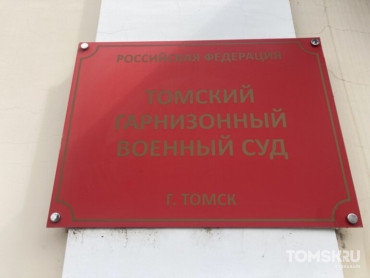 РОССИЙСКАЯ ФЕДЕРАЦИЯ
ТОМСКИЙ
ГАРНИЗОННЫЙ
ВОЕННЫЙ СУД
Г. ТОМСК
TOMSK.RU